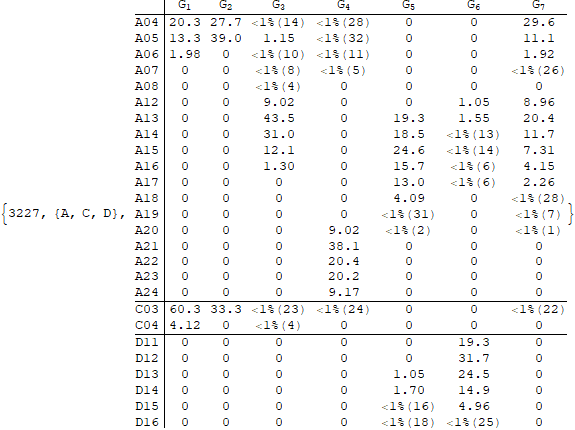 G1 G2 G3 G4 G5 G6 G7
A04 20.3 27.7 <1%(14) <1%(28) 0 0 29.6
A05 13.3 39.0 1.15 <1%(32) 0 0 11.1
A06 1.98 0 <1%(10) <1%(11) 0 0 1.92
A07 0 0 <1%(8) <1%(5) 0 0 <1%(26)
A08 0 0 <1%(4) 0 0 0 0
A12 0 0 9.02 0 0 1.05 8.96
A13 0 0 43.5 0 19.3 1.55 20.4
A14 0 0 31.0 0 18.5 <1%(13) 11.7
A15 0 0 12.1 0 24.6 <1%(14) 7.31
A16 0 0 1.30 0 15.7 <1%(6) 4.15
A17 0 0 0 0 13.0 <1%(6) 2.26
A18 0 0 0 0 4.09 0 <1%(28)
{3227, {A, C, D}, A19 0 0 0 0 <1%(31) 0 <1%(7) }
A20 0 0 0 9.02 <1%(2) 0 <1%(1)
A21 0 0 0 38.1 0 0 0
A22 0 0 0 20.4 0 0 0
A23 0 0 0 20.2 0 0 0
A24 0 0 0 9.17 0 0 0
C03 60.3 33.3 <1%(23) <1%(24) 0 0 <1%(22)
C04 4.12 0 <1%(4) 0 0 0 0
D11 0 0 0 0 0 19.3 0
D12 0 0 0 0 0 31.7 0
D13 0 0 0 0 1.05 24.5 0
D14 0 0 0 0 1.70 14.9 0
D15 0 0 0 0 <1%(16) 4.96 0
D16 0 0 0 0 <1%(18) <1%(25) 0